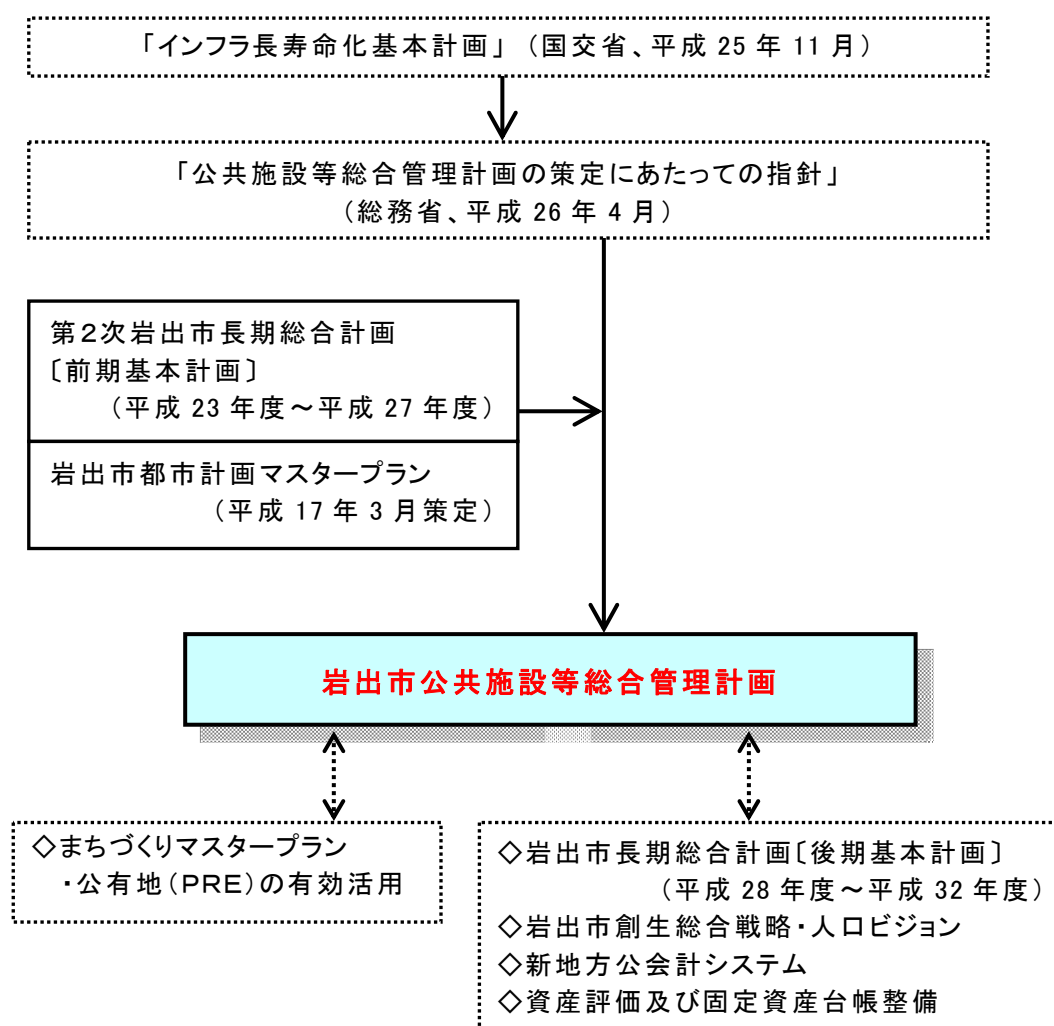 「インフラ長寿命化基本計画」（国交省、平成 25 年 11 月）
「公共施設等総合管理計画の策定にあたっての指針」
（総務省、平成 26 年 4 月）
第２次岩出市長期総合計画
〔前期基本計画〕
（平成 23 年度～平成 27 年度）
岩出市都市計画マスタープラン
（平成 17 年 3 月策定）
岩出市公共施設等総合管理計画
◇まちづくりマスタープラン
・公有地（ＰＲＥ）の有効活用
◇岩出市長期総合計画〔後期基本計画〕
（平成 28 年度～平成 32 年度）
◇岩出市創生総合戦略・人口ビジョン
◇新地方公会計システム
◇資産評価及び固定資産台帳整備